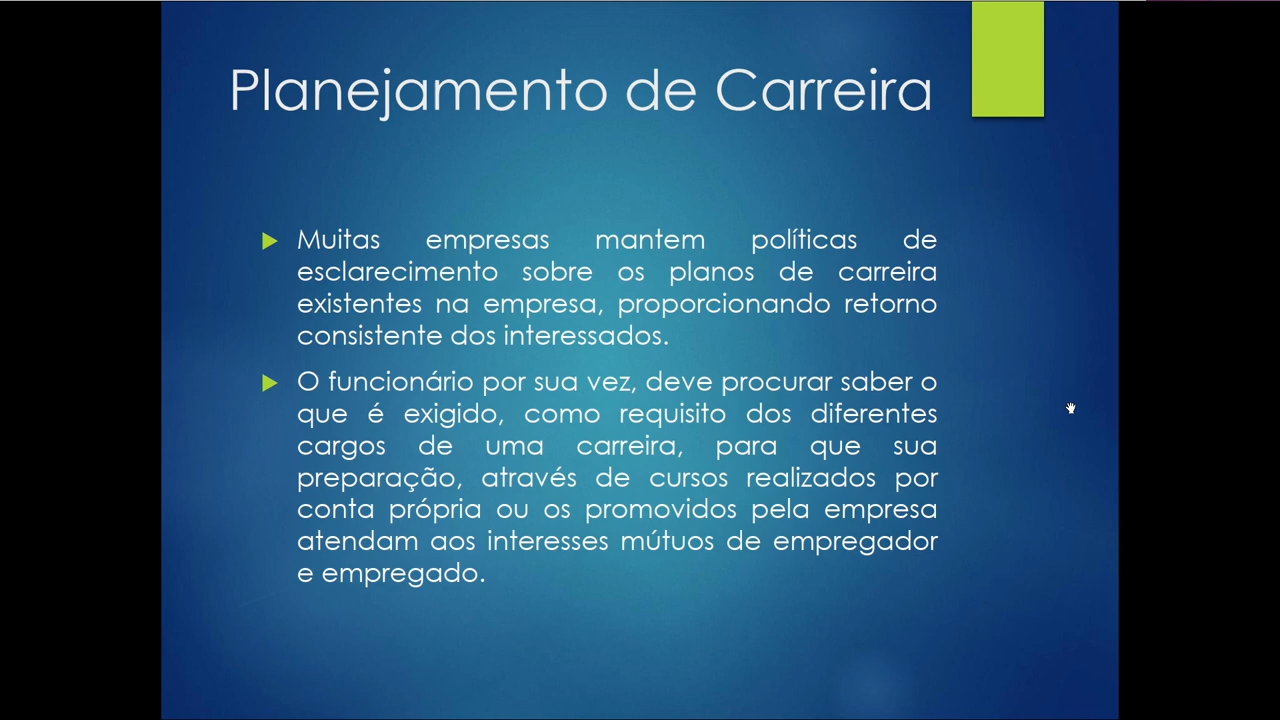 Planejamento de Carreira
Muitas empresas mantem políticas de
esclarecimento sobre os planos de carreira
existentes na empresa, proporcionando retorno
consistente dos interessados.
O funcionário por sua vez, deve procurar saber o
que é exigido, como requisito dos diferentes
cargos de uma carreira, para que sua
preparação, através de cursos realizados por
conta própria ou os promovidos pela empresa
atendam aos interesses mútuos de empregador
e empregado.